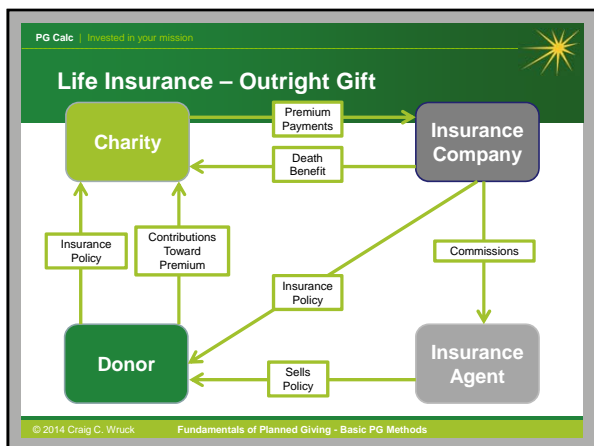 PG Calc | Invested in your mission
Life Insurance – Outright Gift
Charity
Premium
Payments
Insurance
Company
Death
Benefit
Insurance
Policy
Contributions
Toward
Premium
Insurance
Policy
Commissions
Donor
Sells
Policy
Insurance
Agent
© 2014 Craig C. Wruck
Fundamentals of Planned Giving - Basic PG Methods